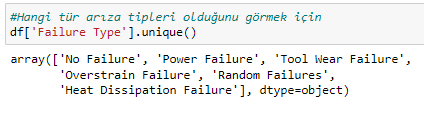 #Hangi tür arıza tipleri olduğunu görmek için
df['Failure Type'].unique()
array(['No Failure', 'Power Failure', 'Tool Wear Failure',
'Overstrain Failure', 'Random Failures',
'Heat Dissipation Failure'], dtype=object)